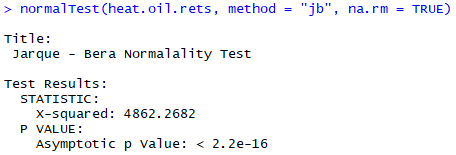 > normalTest(heat.oil.rets, method = "jb", na.rm = TRUE)
Title:
Jarque - Bera Normalality Test
Test Results:
STATISTIC:
X-squared: 4862.2682
P VALUE:
Asymptotic p Value: < 2.2e-16